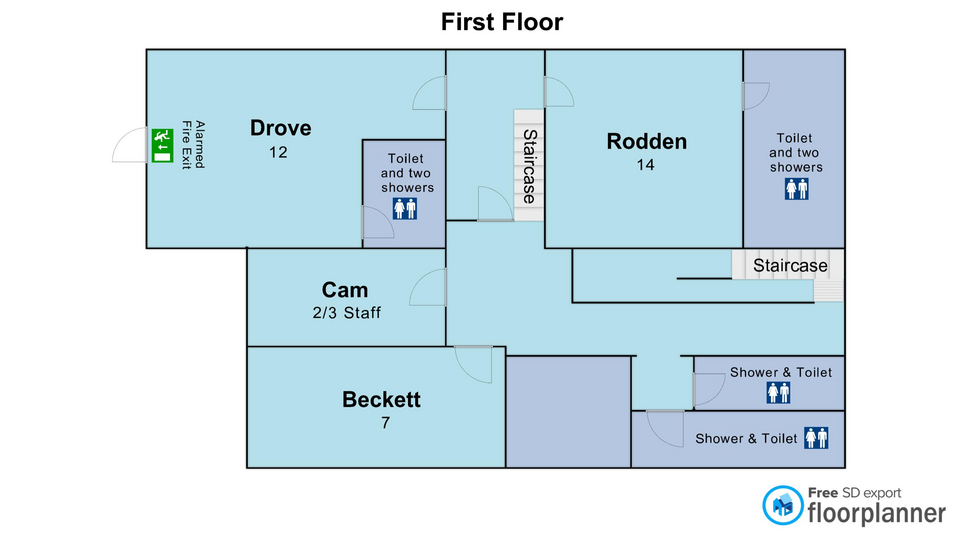 First Floor
Drove
12
Alarmed
Fire Exit
Toilet
and two
showers
Staircase
Rodden
14
Toilet
and two
showers
Staircase
Cam
2/3 Staff
Beckett
7
Shower & Toilet
Shower & Toilet
Free SD export
floorplanner